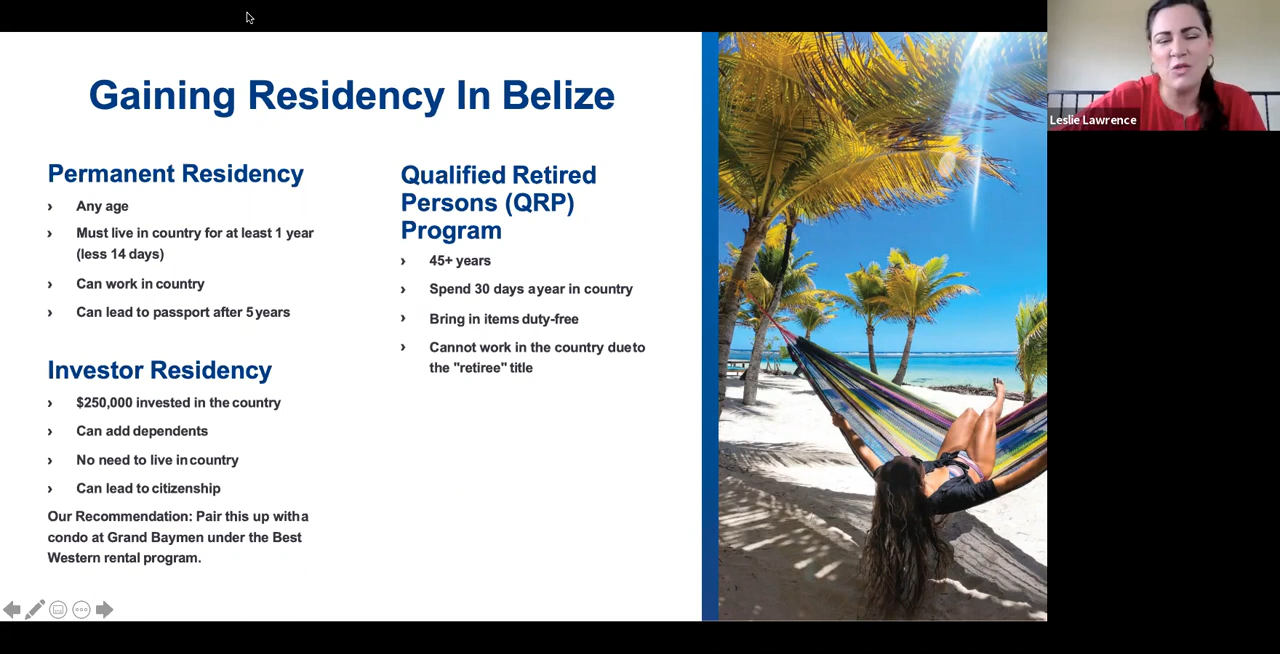 Gaining Residency In Belize
Permanent Residency
› Any age
› Must live in country for at least 1 year
(less 14 days)
› Can work in country
› Can lead to passport after 5 years
Investor Residency
› $250,000 invested in the country
› Can add dependents
› No need to live in country
› Can lead to citizenship
Our Recommendation: Pair this up with a
condo at Grand Baymen under the Best
Western rental program.
Qualified Retired
Persons (QRP)
Program
› 45+ years
› Spend 30 days a year in country
› Bring in items duty-free
› Cannot work in the country due to
the "retiree" title
Leslie Lawrence